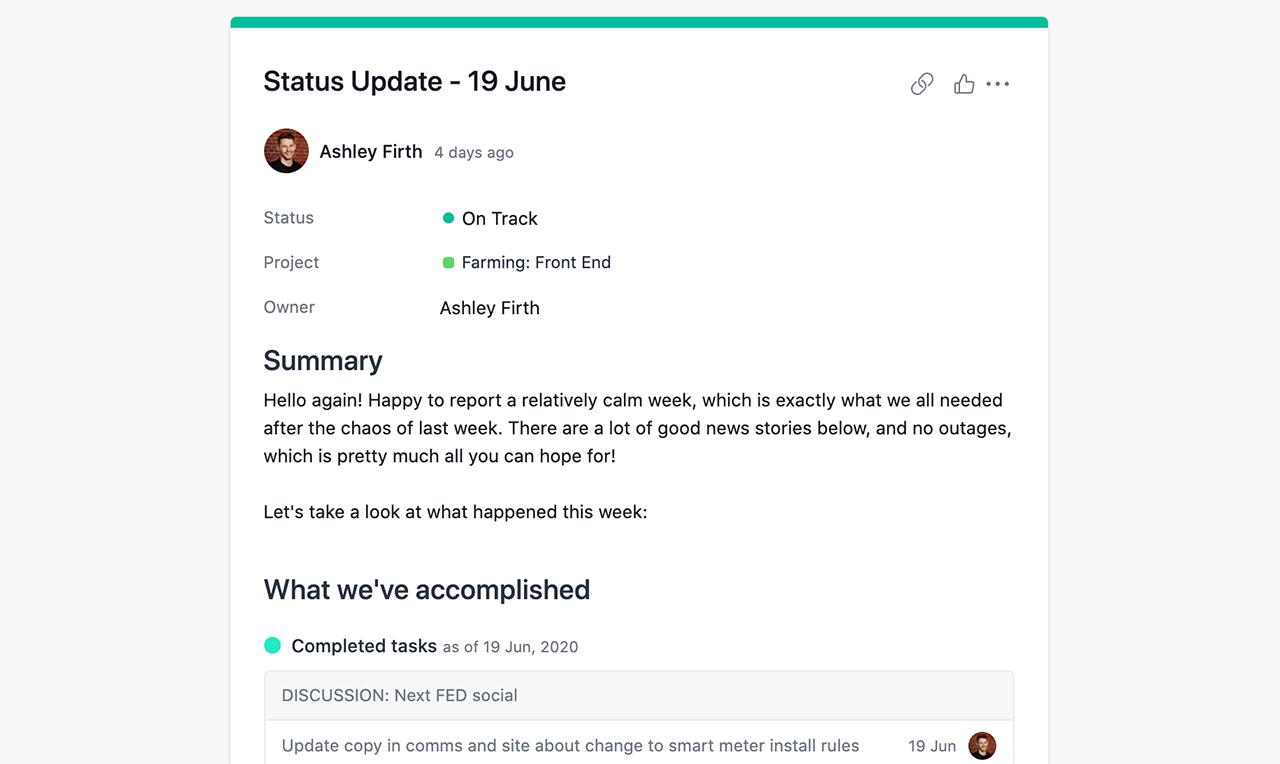 Status Update - 19 June
Ashley Firth 4 days ago
Status On Track
Project Farming: Front End
Owner Ashley Firth
Summary
Hello again! Happy to report a relatively calm week, which is exactly what we all needed
after the chaos of last week. There are a lot of good news stories below, and no outages,
which is pretty much all you can hope for!
Let's take a look at what happened this week:
What we've accomplished
Completed tasks as of 19 Jun, 2020
DISCUSSION: Next FED social
Update copy in comms and site about change to smart meter install rules 19 Jun